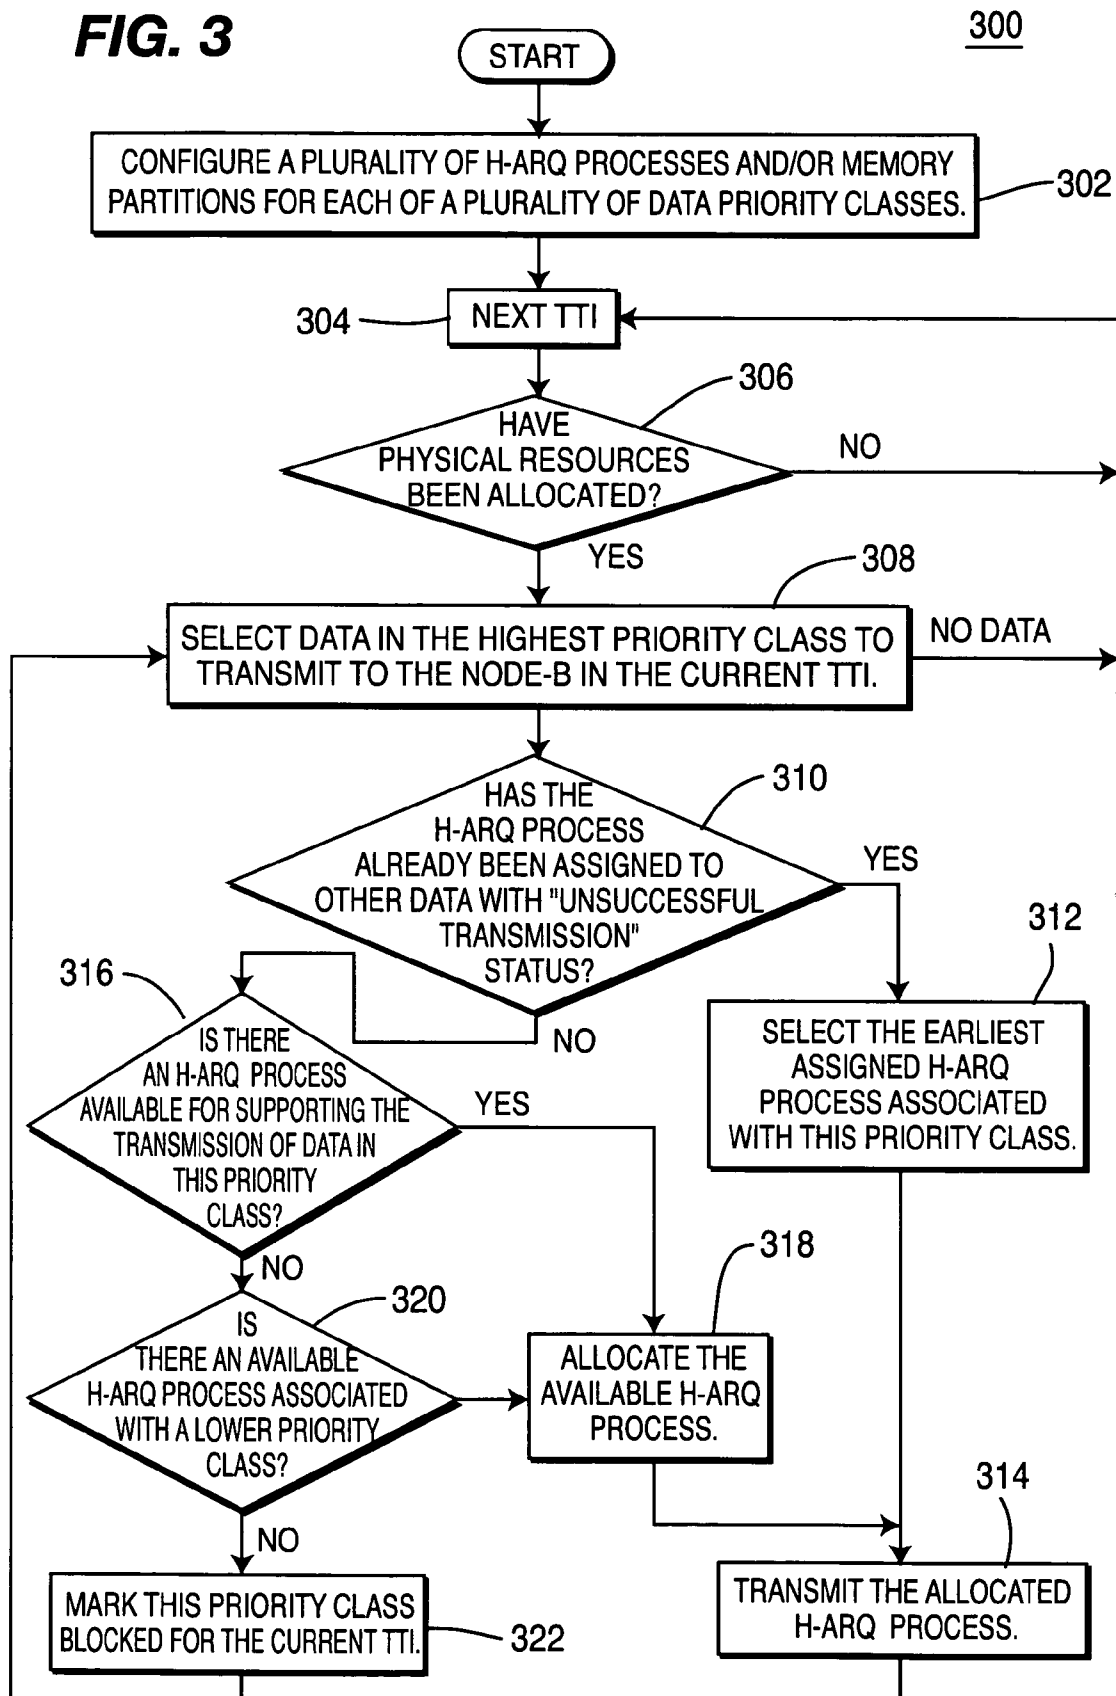 FIG. 3
300
START
CONFIGURE A PLURALITY OF H-ARQ PROCESSES AND/OR MEMORY
PARTITIONS FOR EACH OF A PLURALITY OF DATA PRIORITY CLASSES.
302
304
NEXT TTI
306
HAVE
PHYSICAL RESOURCES
BEEN ALLOCATED?
NO
YES
308
SELECT DATA IN THE HIGHEST PRIORITY CLASS TO
TRANSMIT TO THE NODE-B IN THE CURRENT TTI.
NO DATA
310
HAS THE
H-ARQ PROCESS
ALREADY BEEN ASSIGNED TO
OTHER DATA WITH "UNSUCCESSFUL
TRANSMISSION"
STATUS?
YES
NO
312
SELECT THE EARLIEST
ASSIGNED H-ARQ
PROCESS ASSOCIATED
WITH THIS PRIORITY CLASS.
316
IS THERE
AN H-ARQ PROCESS
AVAILABLE FOR SUPPORTING THE
TRANSMISSION OF DATA IN
THIS PRIORITY
CLASS?
YES
NO
318
ALLOCATE THE
AVAILABLE H-ARQ
PROCESS.
320
IS
THERE AN AVAILABLE
H-ARQ PROCESS ASSOCIATED
WITH A LOWER PRIORITY
CLASS?
NO
314
TRANSMIT THE ALLOCATED
H-ARQ PROCESS.
MARK THIS PRIORITY CLASS
BLOCKED FOR THE CURRENT TTI.
322